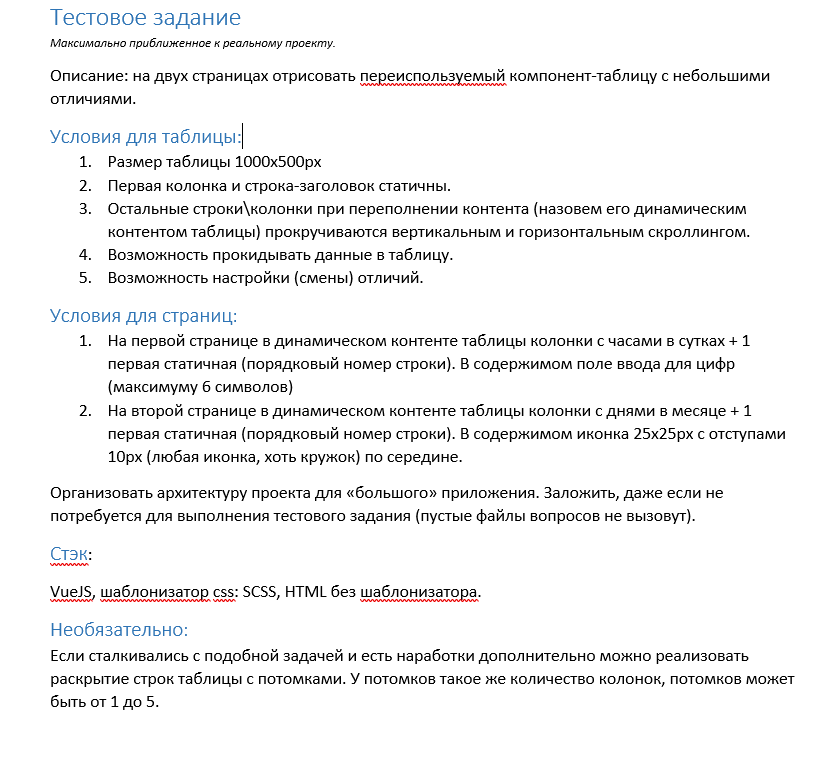 Тестовое задание
Максимально приближенное к реальному проекту.
Описание: на двух страницах отрисовать переиспользуемый компонент-таблицу с небольшими
отличиями.
Условия для таблицы:
1. Размер таблицы 1000х500px
2. Первая колонка и строка-заголовок статичны.
3. Остальные строки\колонки при переполнении контента (назовем его динамическим
контентом таблицы) прокручиваются вертикальным и горизонтальным скроллингом.
4. Возможность прокидывать данные в таблицу.
5. Возможность настройки (смены) отличий.
Условия для страниц:
1. На первой странице в динамическом контенте таблицы колонки с часами в сутках + 1
первая статичная (порядковый номер строки). В содержимом поле ввода для цифр
(максимуму 6 символов)
2. На второй странице в динамическом контенте таблицы колонки с днями в месяце + 1
первая статичная (порядковый номер строки). В содержимом иконка 25х25px с отступами
10px (любая иконка, хоть кружок) по середине.
Организовать архитектуру проекта для «большого» приложения. Заложить, даже если не
потребуется для выполнения тестового задания (пустые файлы вопросов не вызовут).
Стэк:
VueJS, шаблонизатор css: SCSS, HTML без шаблонизатора.
Необязательно:
Если сталкивались с подобной задачей и есть наработки дополнительно можно реализовать
раскрытие строк таблицы с потомками. У потомков такое же количество колонок, потомков может
быть от 1 до 5.